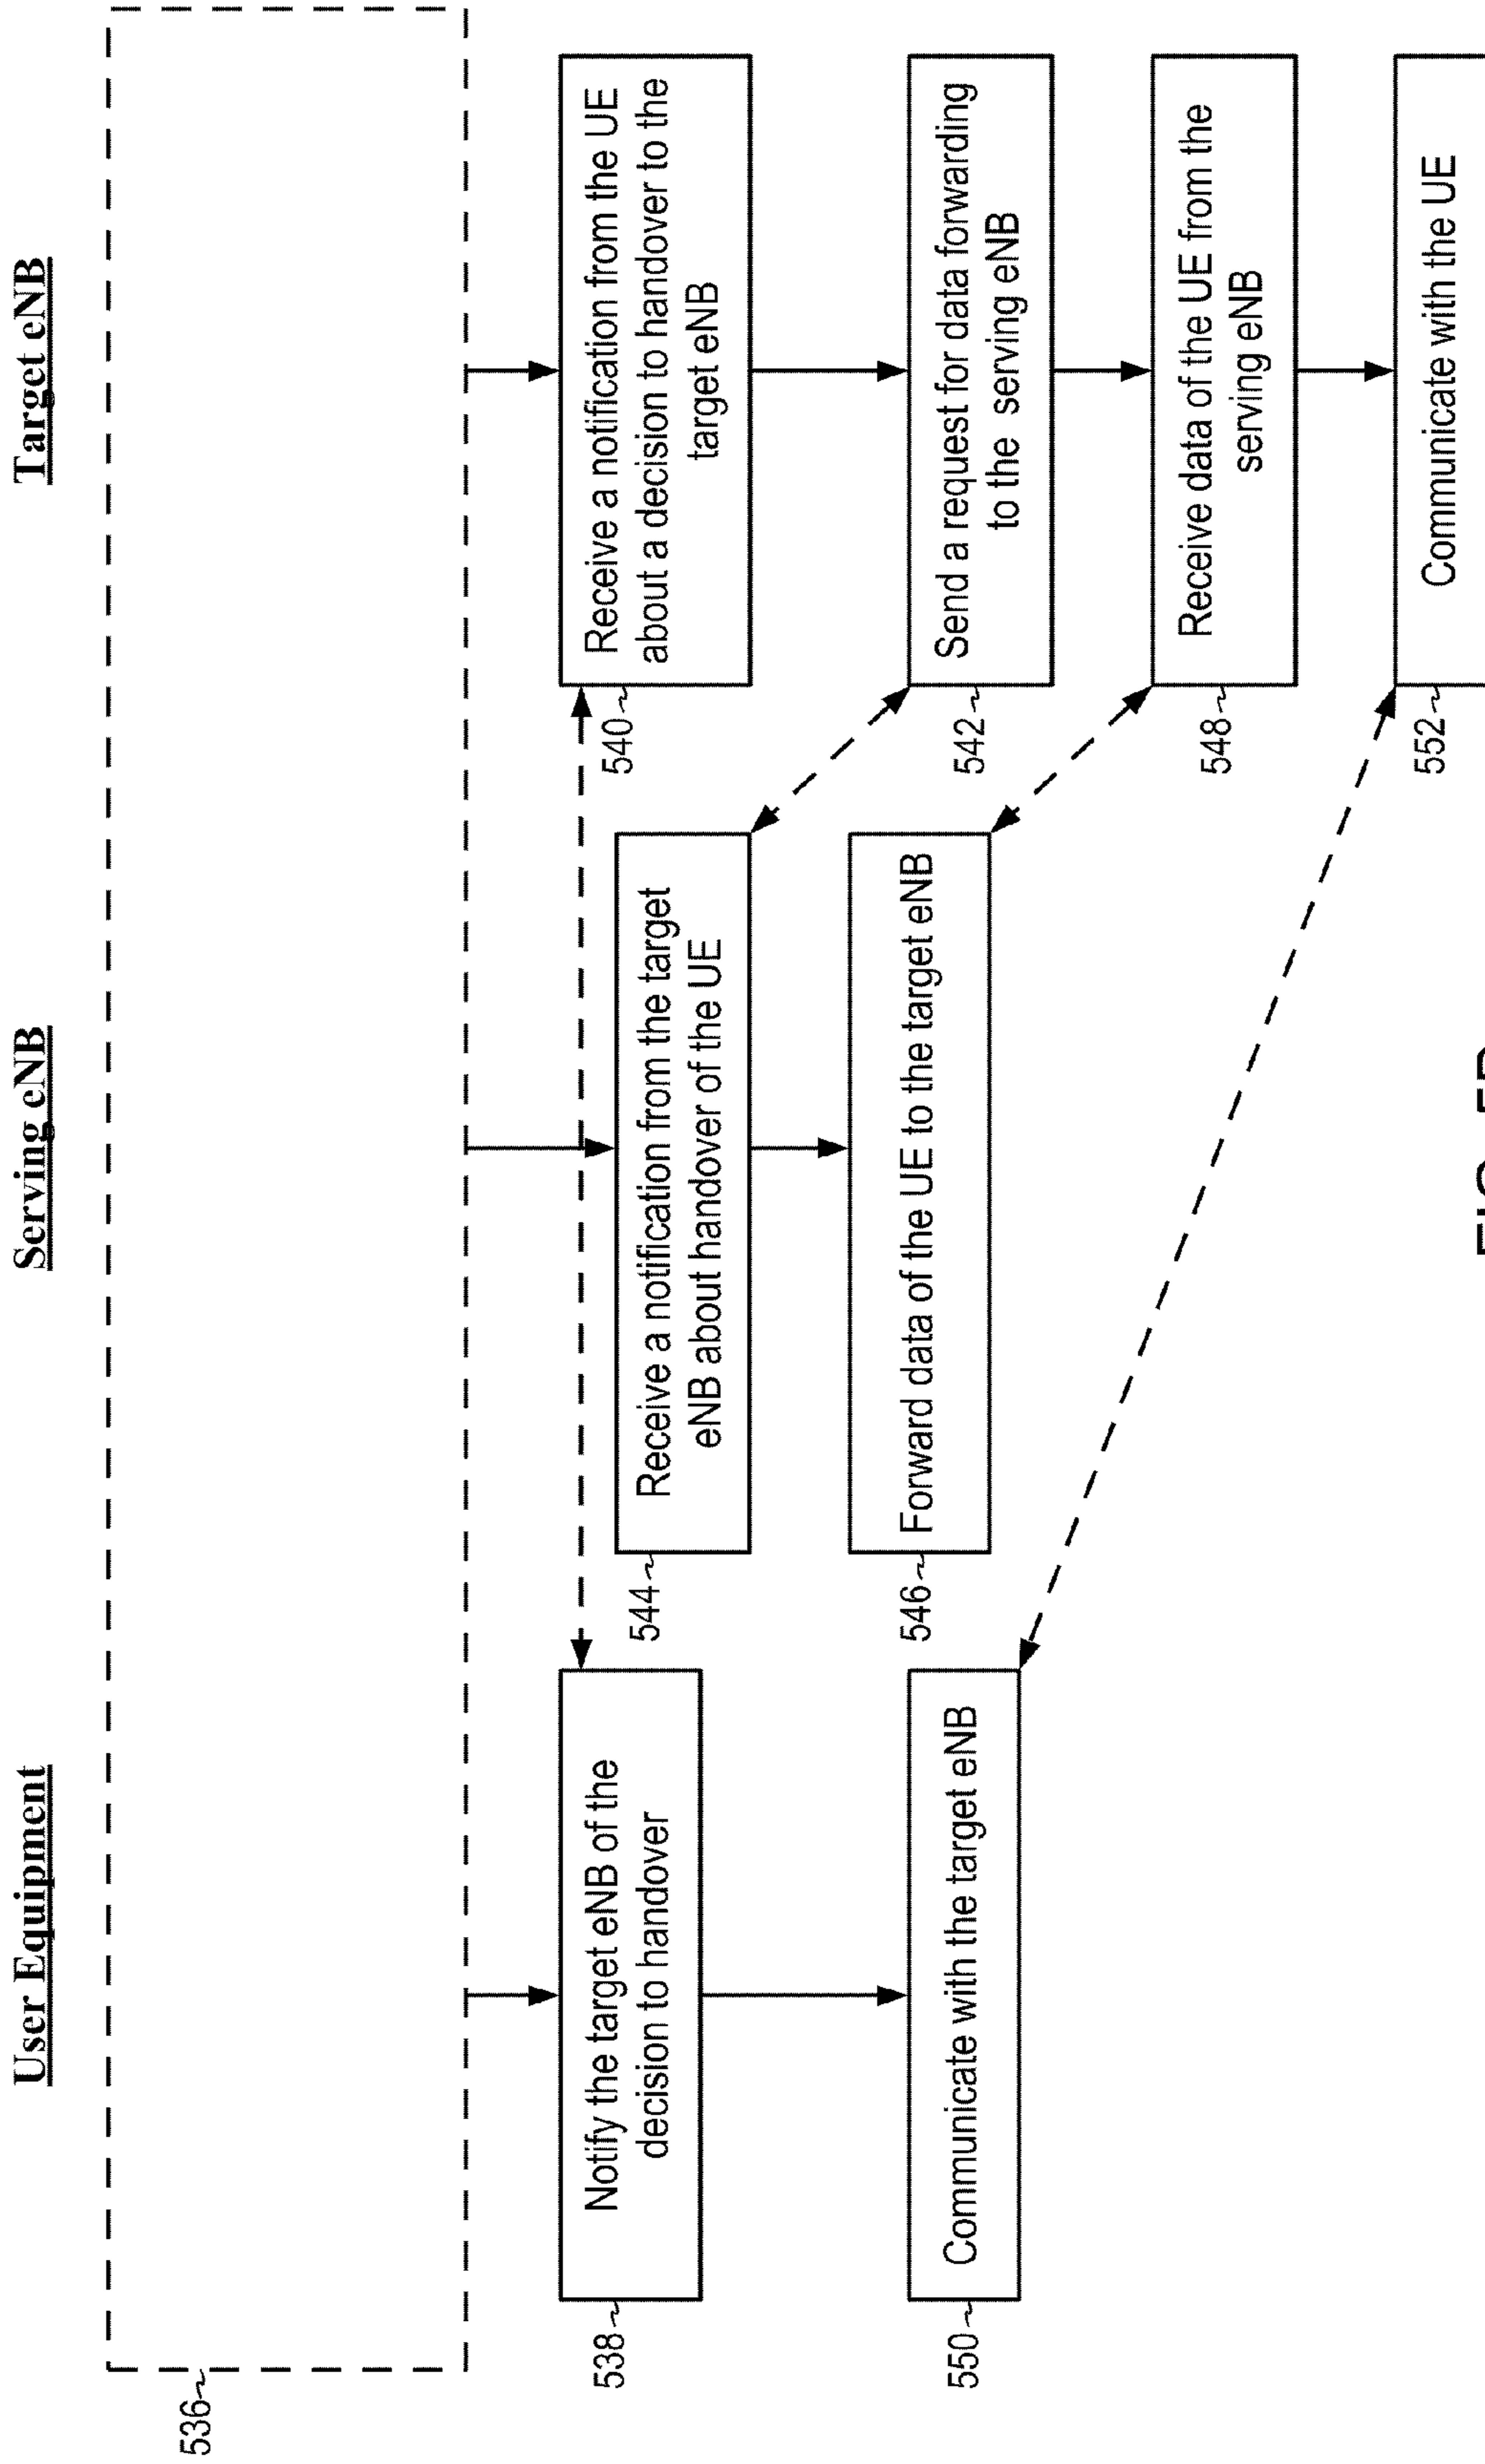 User Equipment
Serving eNB
Target eNB
536
538
Notify the target eNB of the
decision to handover
540
Receive a notification from the UE
about a decision to handover to the
target eNB
544
Receive a notification from the target
eNB about handover of the UE
542
Send a request for data forwarding
to the serving eNB
546
Forward data of the UE to the target eNB
548
Receive data of the UE from the
serving eNB
550
Communicate with the target eNB
552
Communicate with the UE